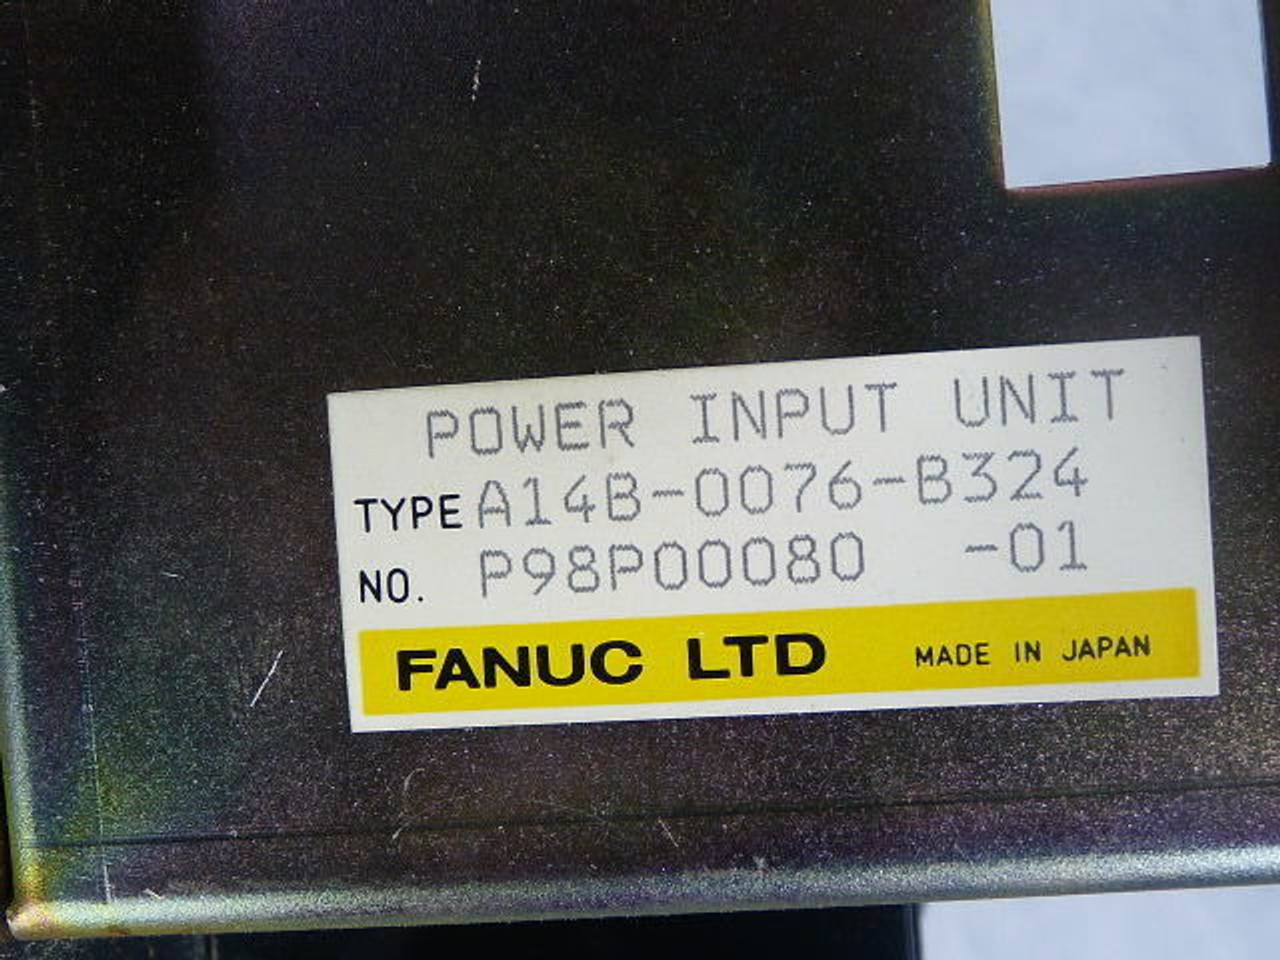 POWER INPUT UNIT
TYPE A14B-0076-B324
NO. P98P00080 -01
FANUC LTD MADE IN JAPAN